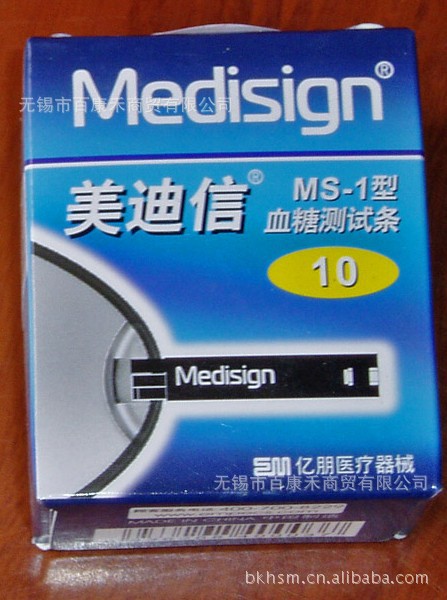 Medisign®
无锡市百康禾商贸有限公司
美迪信®
MS-1型
血糖测试条
10
Medisign
亿朋医疗器械
无锡市百康禾商贸有限公司
MADE IN CHINA
bkhsm.cn.alibaba.com